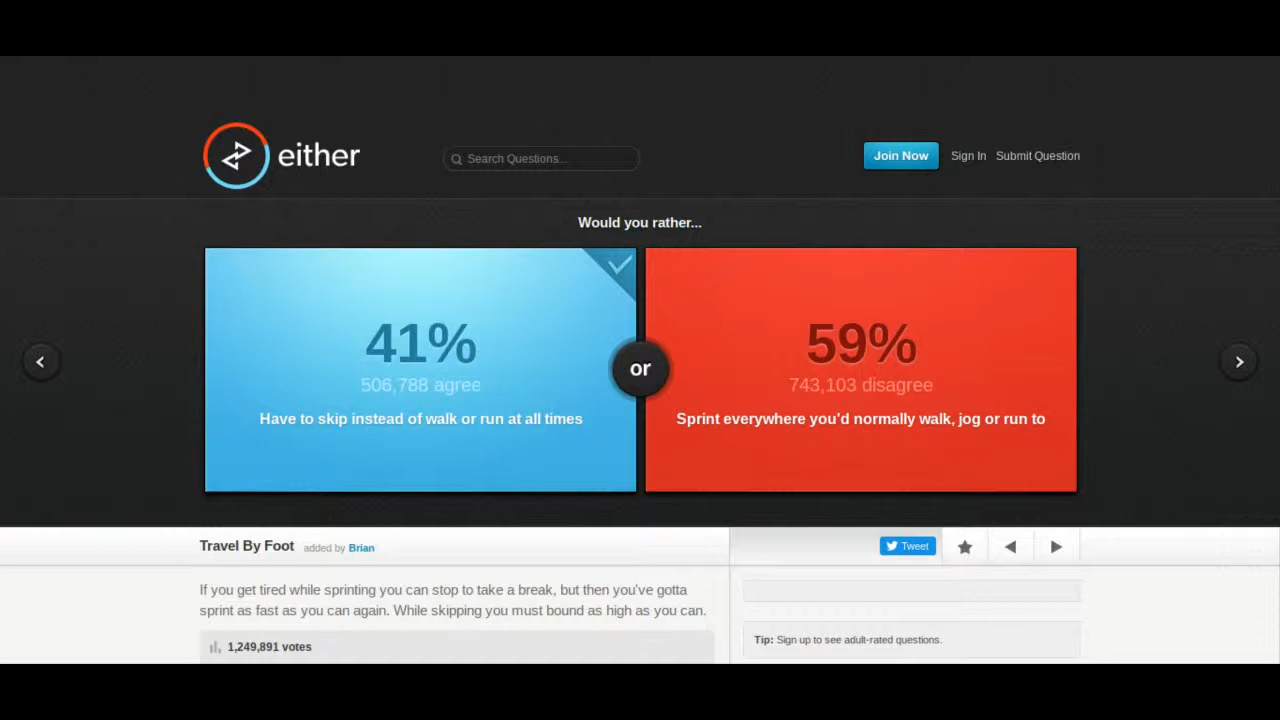 either
Search Questions...
Join Now Sign In Submit Question
Would you rather...
41%
506,788 agree
Have to skip instead of walk or run at all times
or
59%
743,103 disagree
Sprint everywhere you'd normally walk, jog or run to
Travel By Foot added by Brian
Tweet
If you get tired while sprinting you can stop to take a break, but then you've gotta
sprint as fast as you can again. While skipping you must bound as high as you can.
1,249,891 votes
Tip: Sign up to see adult-rated questions.